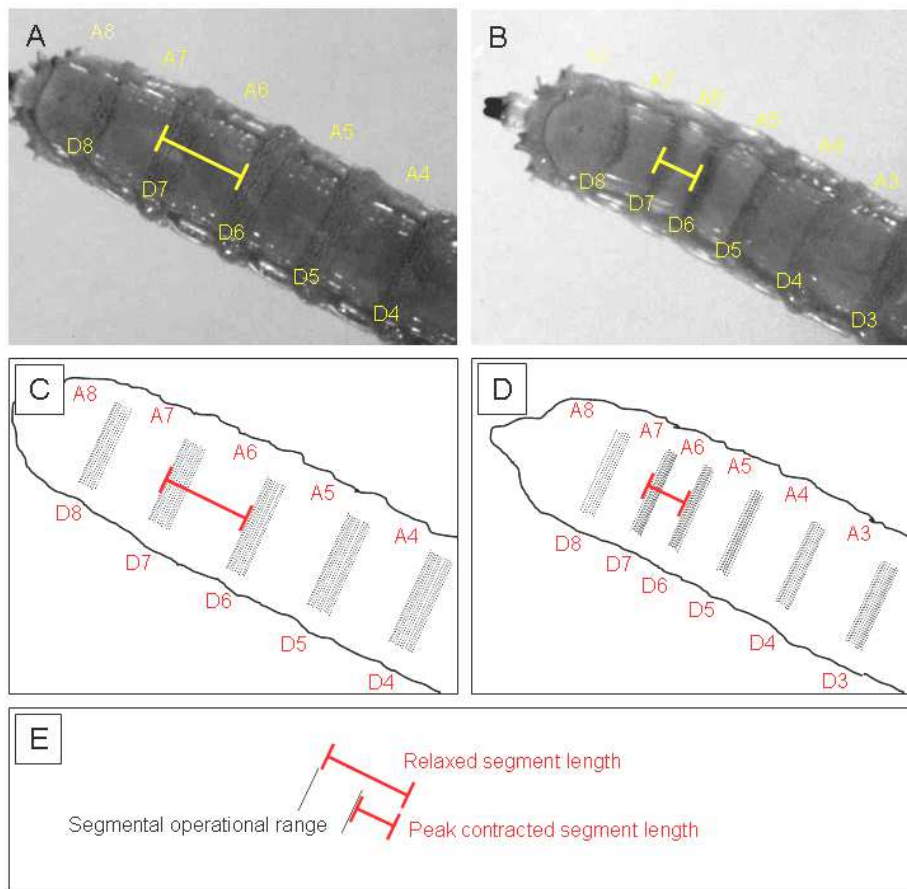 A
A8
A7
A6
A5
A4
D8
D7
D6
D5
D4
B
A7
A5
A4
A3
D8
D7
D6
D5
D4
D3
C
A8
A7
A6
A5
A4
D8
D7
D6
D5
D4
D
A8
A7
A6
A5
A4
A3
D8
D7
D6
D5
D4
D3
E
Relaxed segment length
Segmental operational range
Peak contracted segment length